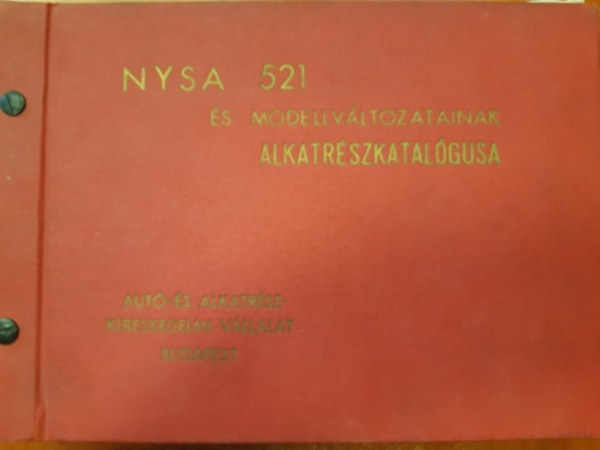 NYSA 521
ÉS MODELLVÁLTOZATAINAK
ALKATRÉSZKATALÓGUSA
AUTÓ-ÉS ALKATRÉSZ-
KERESKEDELMI VÁLLALAT
BUDAPEST